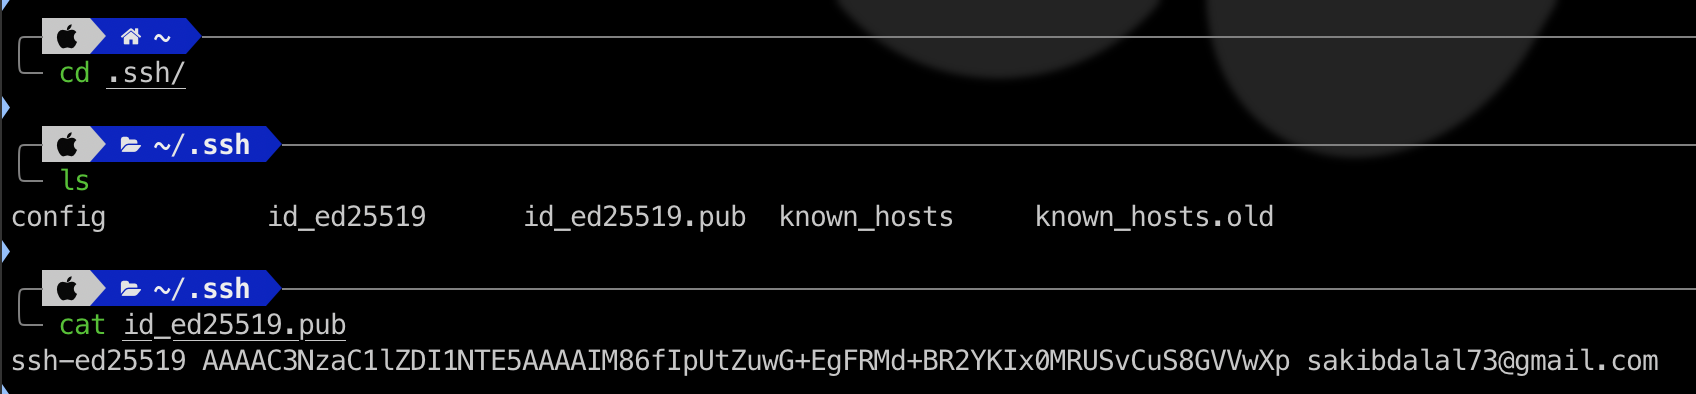 ~
cd .ssh/
~/.ssh
ls
config id_ed25519 id_ed25519.pub known_hosts known_hosts.old
~/.ssh
cat id_ed25519.pub
ssh-ed25519 AAAAC3NzaC1lZDI1NTE5AAAAIM86fIpUtZuwG+EgFRMd+BR2YKIx0MRUSvCuS8GVVwXp sakibdalal73@gmail.com